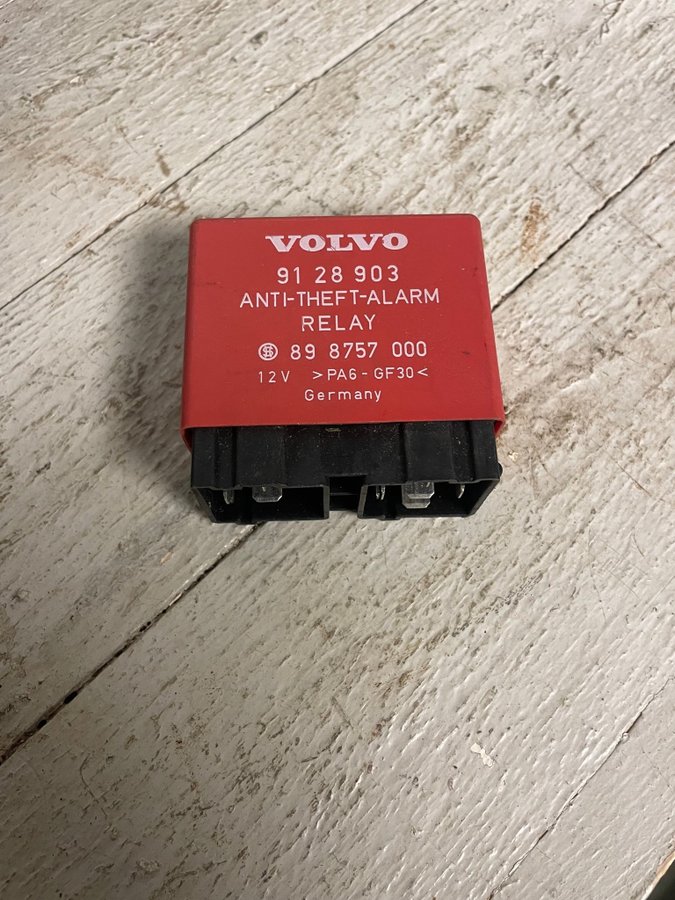 VOLVO
91 28 903
ANTI-THEFT-ALARM
RELAY
89 8757 000
12V >PA6-GF30<
Germany